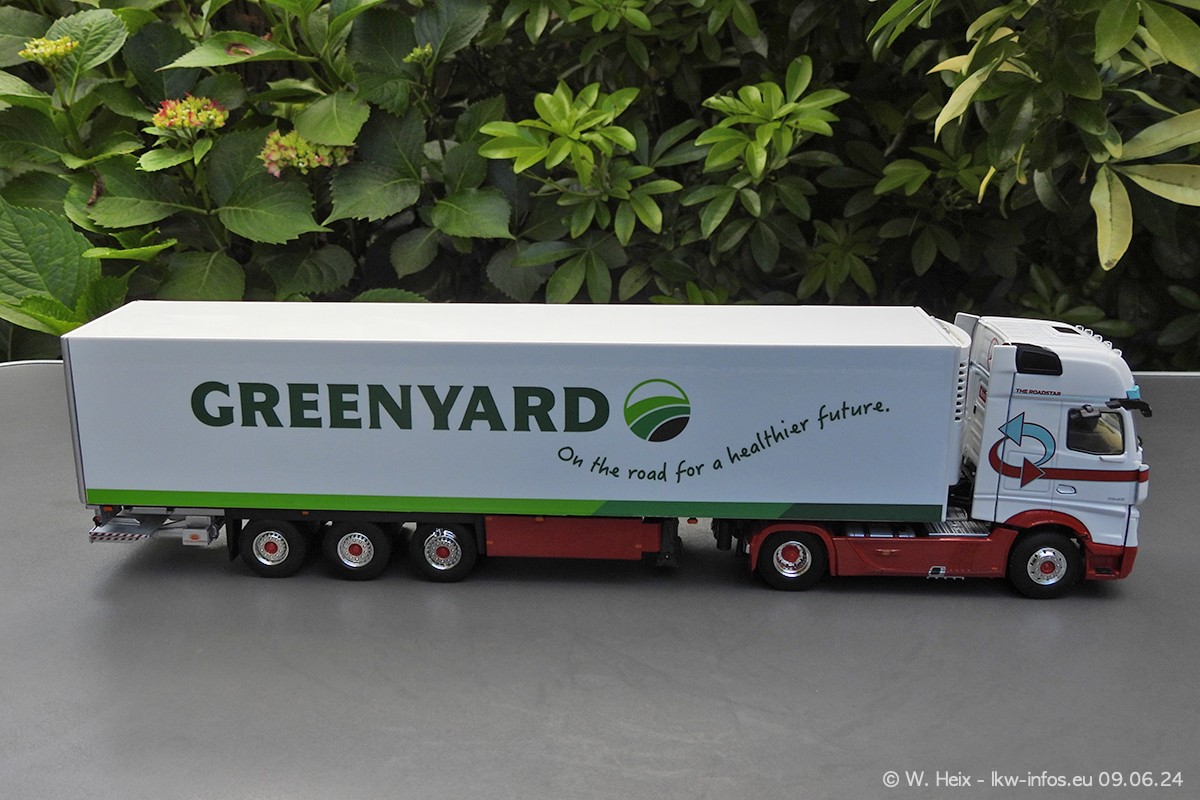 GREENYARD
On the road for a healthier future.
THE ROADSTAR
© W. Heix - lkw-infos.eu 09.06.24